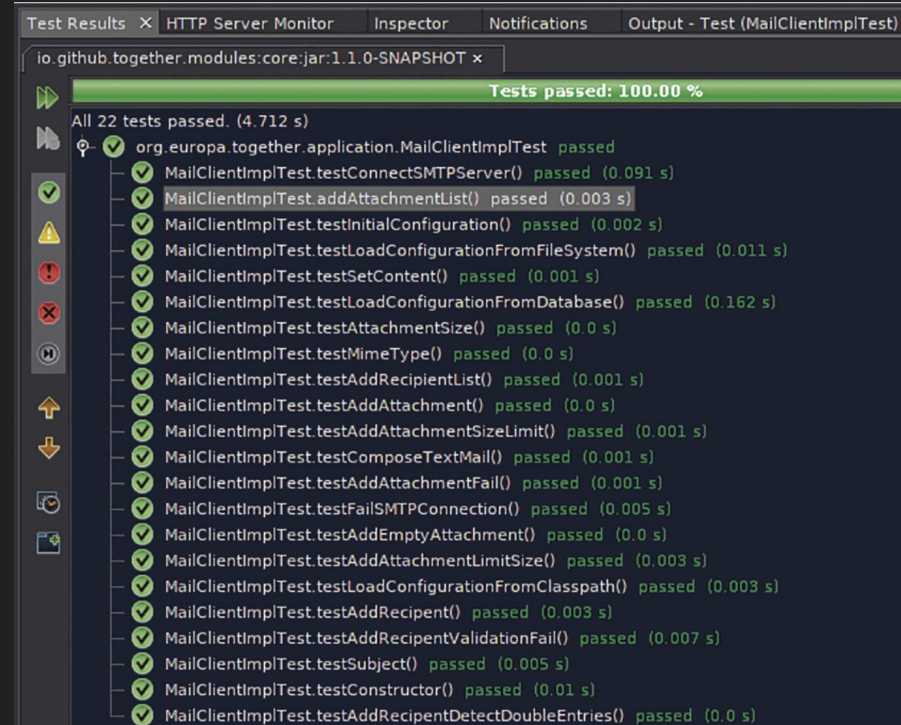 Test Results × HTTP Server Monitor Inspector Notifications Output - Test (MailClientImplTest)
io.github.together.modules:core:jar:1.1.0-SNAPSHOT ×
Tests passed: 100.00 %
All 22 tests passed. (4.712 s)
org.europa.together.application.MailClientImplTest passed
MailClientImplTest.testConnectSMTPServer() passed (0.091 s)
MailClientImplTest.addAttachmentList() passed (0.003 s)
MailClientImplTest.testInitialConfiguration() passed (0.002 s)
MailClientImplTest.testLoadConfigurationFromFileSystem() passed (0.011 s)
MailClientImplTest.testSetContent() passed (0.001 s)
MailClientImplTest.testLoadConfigurationFromDatabase() passed (0.162 s)
MailClientImplTest.testAttachmentSize() passed (0.0 s)
MailClientImplTest.testMimeType() passed (0.0 s)
MailClientImplTest.testAddRecipientList() passed (0.001 s)
MailClientImplTest.testAddAttachment() passed (0.0 s)
MailClientImplTest.testAddAttachmentSizeLimit() passed (0.001 s)
MailClientImplTest.testComposeTextMail() passed (0.001 s)
MailClientImplTest.testAddAttachmentFail() passed (0.001 s)
MailClientImplTest.testFailSMTPConnection() passed (0.005 s)
MailClientImplTest.testAddEmptyAttachment() passed (0.0 s)
MailClientImplTest.testAddAttachmentLimitSize() passed (0.003 s)
MailClientImplTest.testLoadConfigurationFromClasspath() passed (0.003 s)
MailClientImplTest.testAddRecipent() passed (0.003 s)
MailClientImplTest.testAddRecipentValidationFail() passed (0.007 s)
MailClientImplTest.testSubject() passed (0.005 s)
MailClientImplTest.testConstructor() passed (0.01 s)
MailClientImplTest.testAddRecipentDetectDoubleEntries() passed (0.0 s)